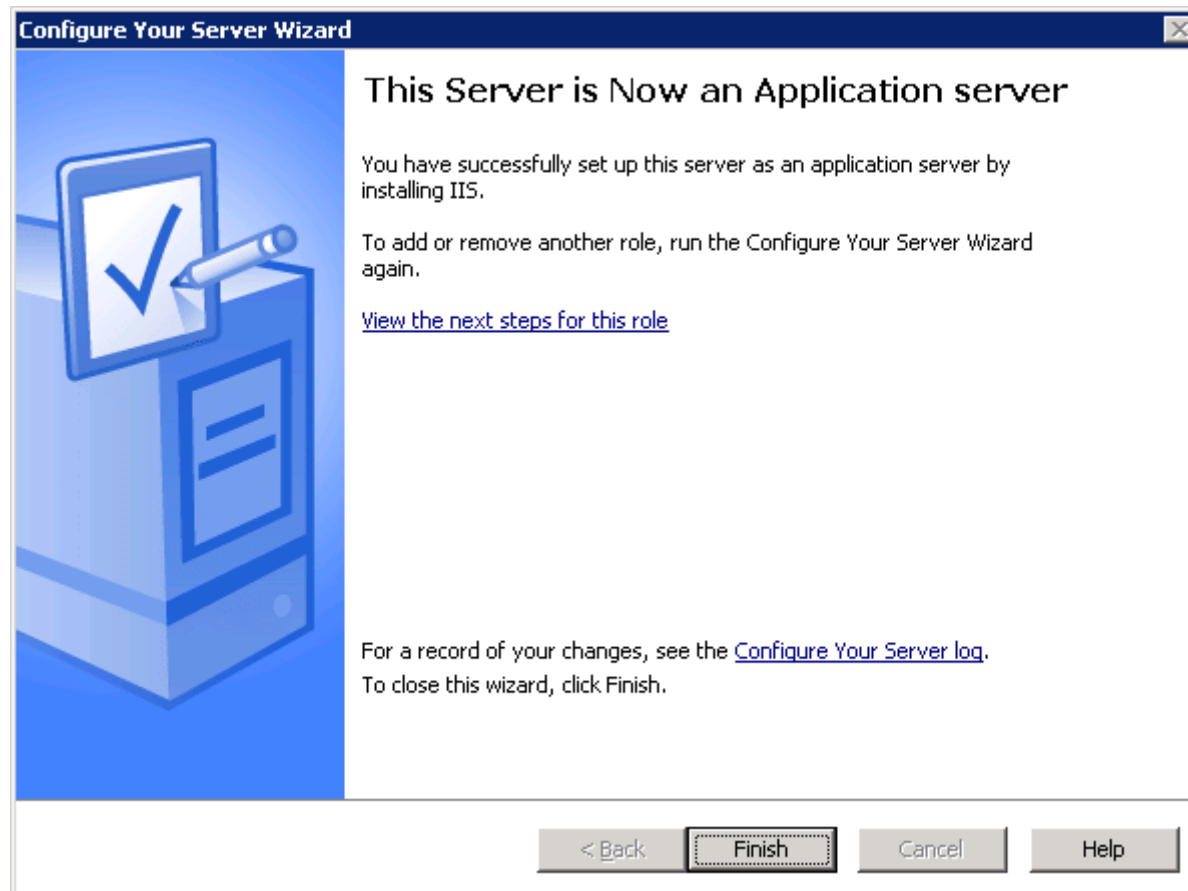 Configure Your Server Wizard
This Server is Now an Application server
You have successfully set up this server as an application server by
installing IIS.
To add or remove another role, run the Configure Your Server Wizard
again.
View the next steps for this role
For a record of your changes, see the Configure Your Server log.
To close this wizard, click Finish.
< Back Finish Cancel Help